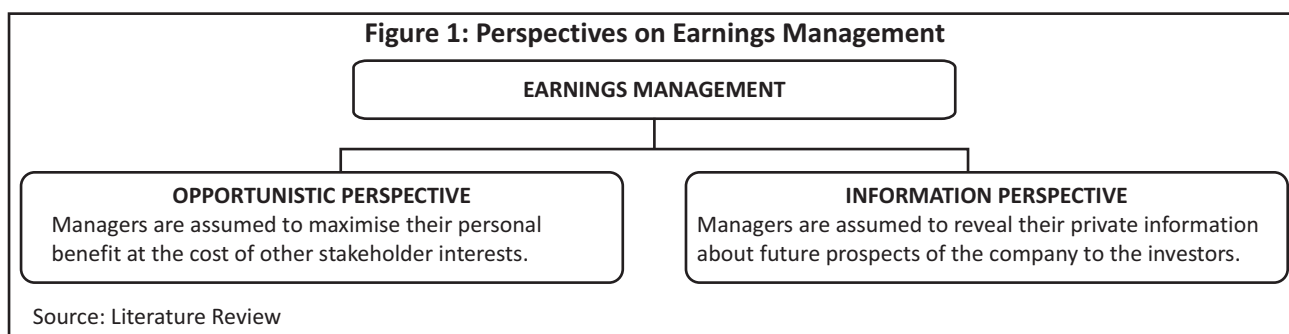 Figure 1: Perspectives on Earnings Management
EARNINGS MANAGEMENT
OPPORTUNISTIC PERSPECTIVE
Managers are assumed to maximise their personal
benefit at the cost of other stakeholder interests.
INFORMATION PERSPECTIVE
Managers are assumed to reveal their private information
about future prospects of the company to the investors.
Source: Literature Review